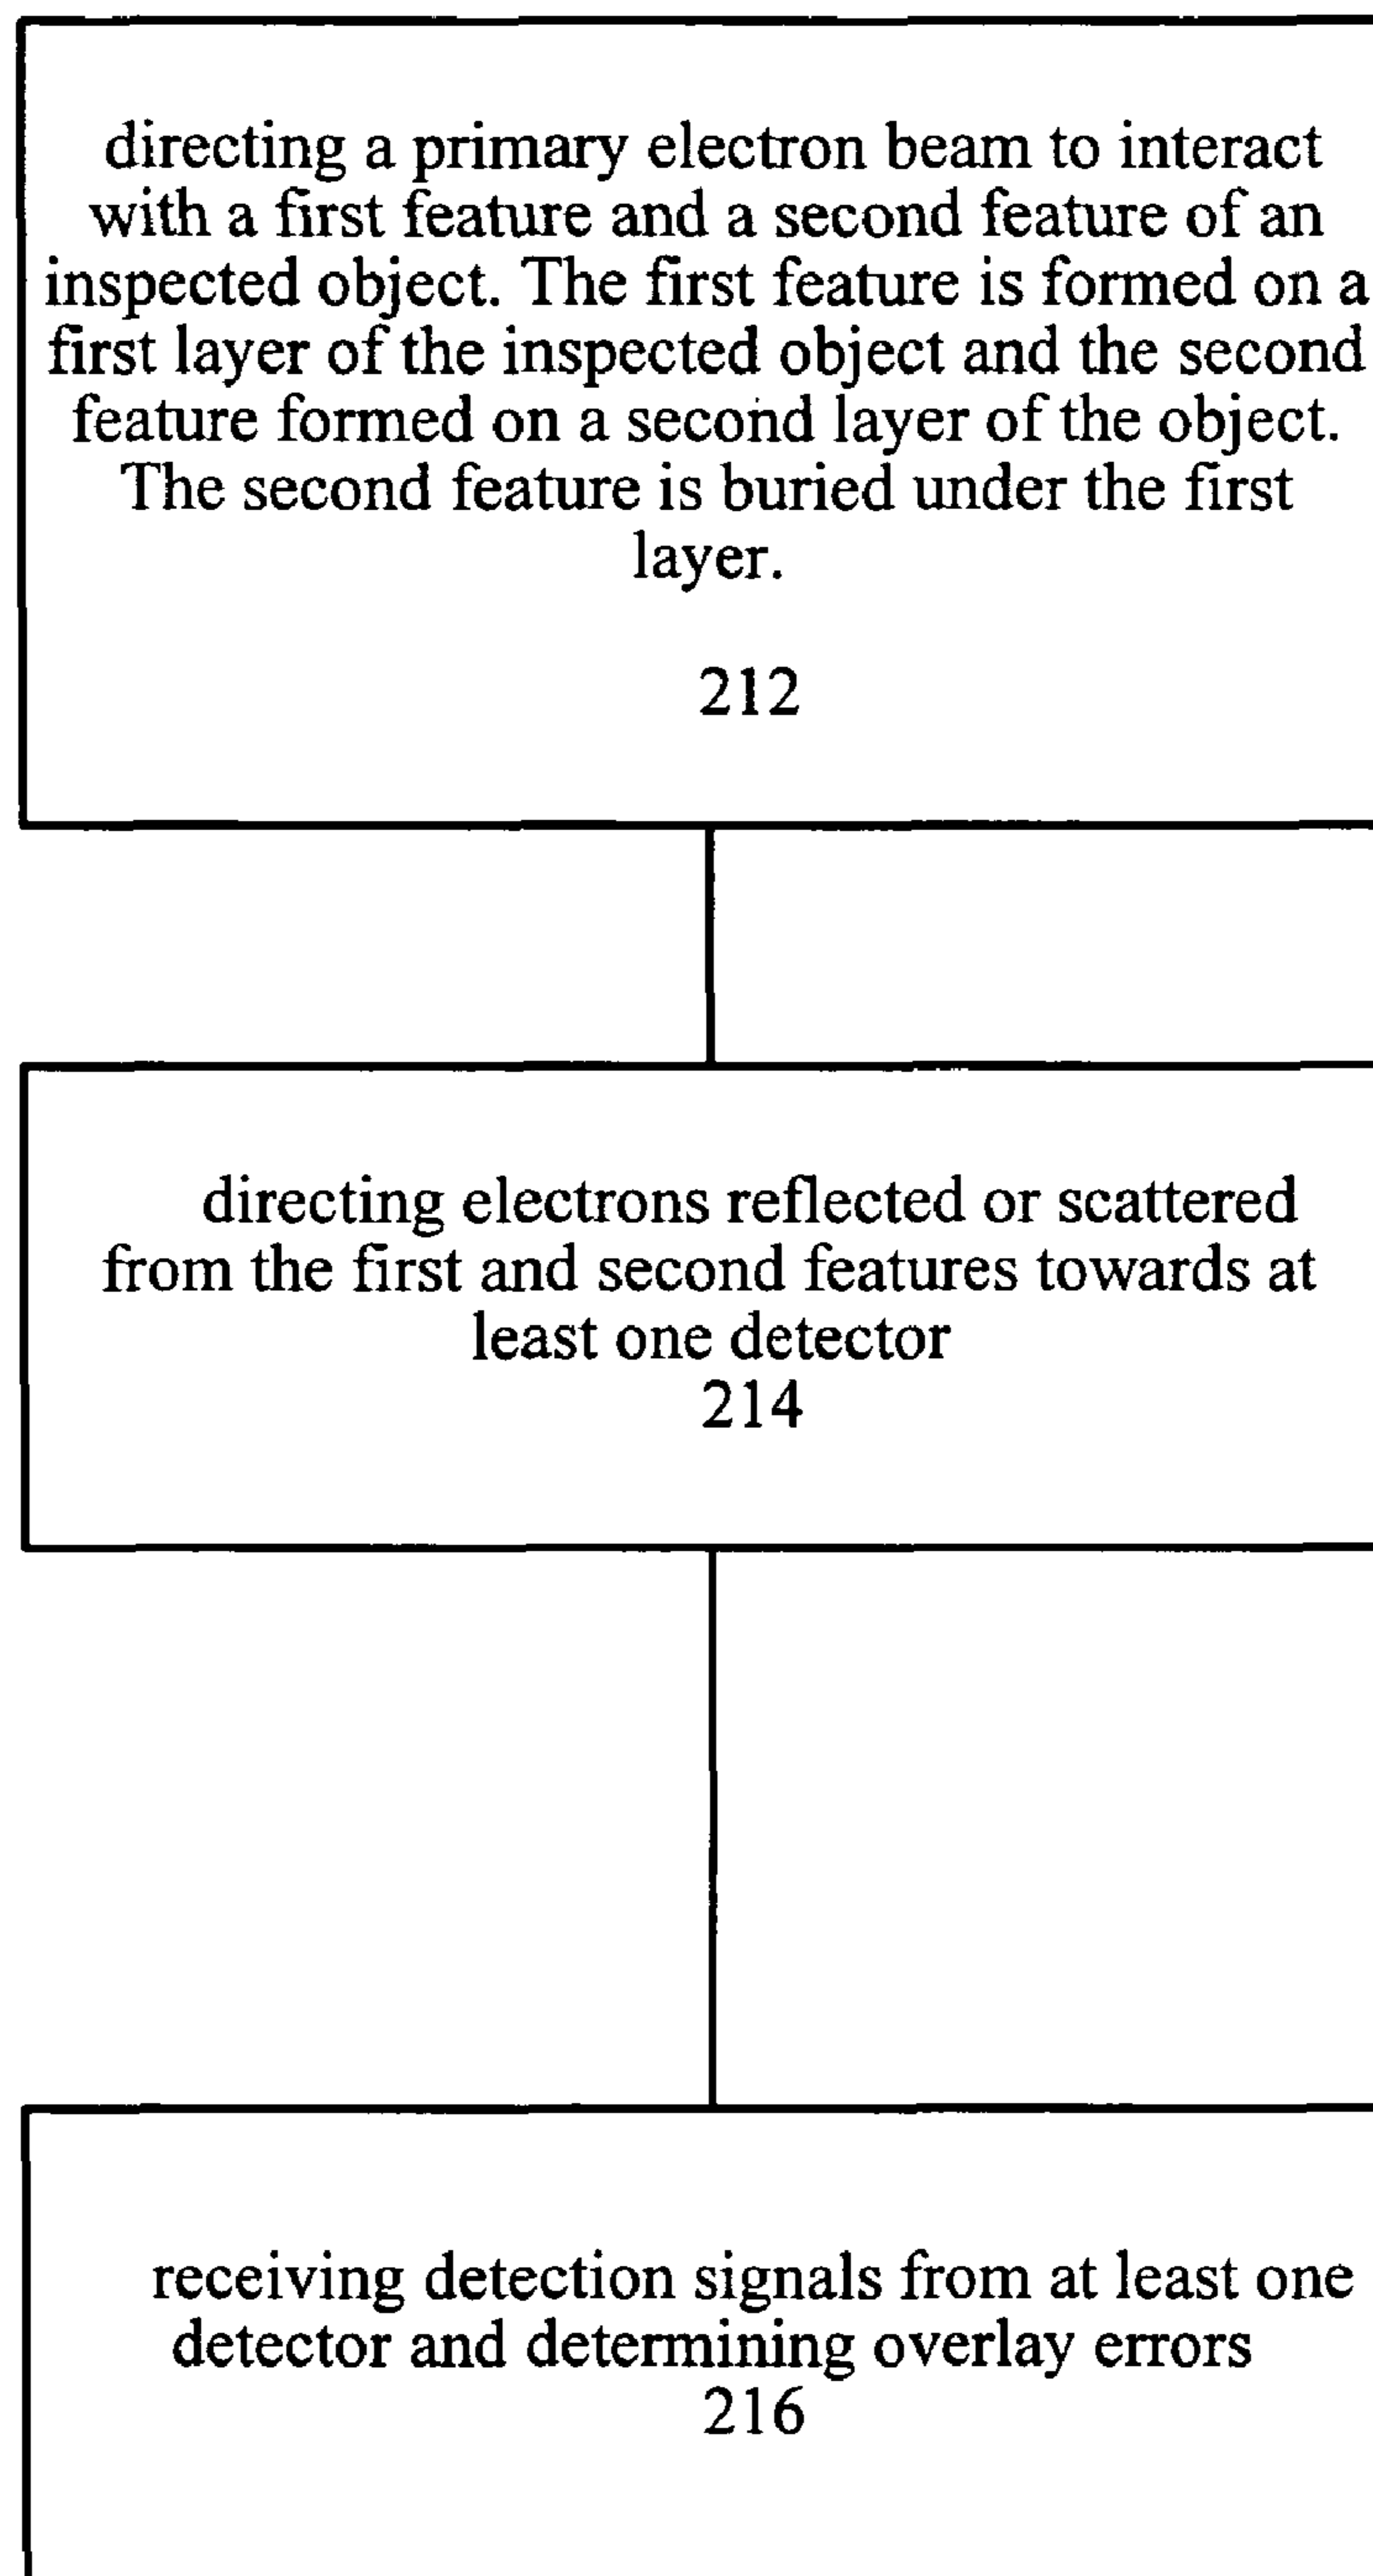 directing a primary electron beam to interact
with a first feature and a second feature of an
inspected object. The first feature is formed on a
first layer of the inspected object and the second
feature formed on a second layer of the object.
The second feature is buried under the first
layer.
212
directing electrons reflected or scattered
from the first and second features towards at
least one detector
214
receiving detection signals from at least one
detector and determining overlay errors
216